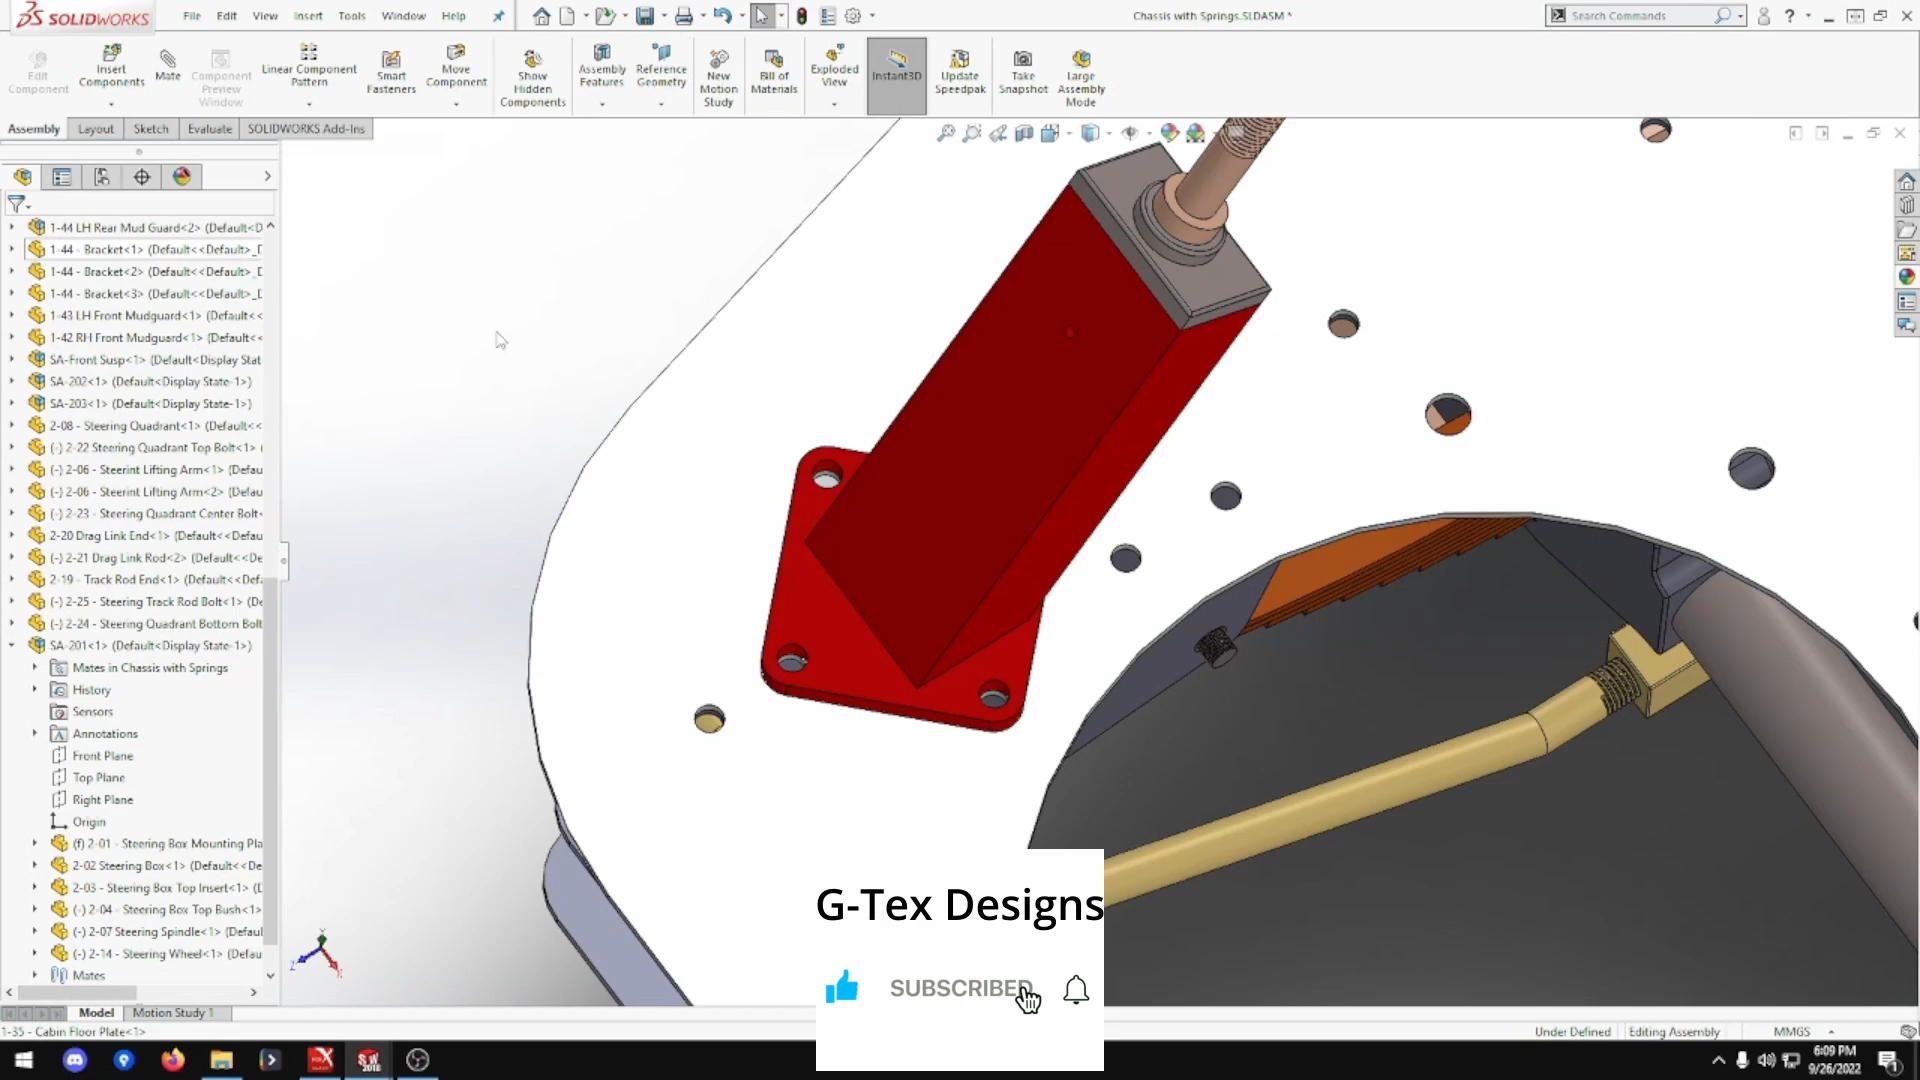 SOLIDWORKS
File Edit View Insert Tools Window Help
Chassis with Springs.SLDASM *
Search Commands
Edit Component
Insert Components
Mate
Component Preview Window
Linear Component Pattern
Smart Fasteners
Move Component
Show Hidden Components
Assembly Features
Reference Geometry
New Motion Study
Bill of Materials
Exploded View
Instant3D
Update Speedpak
Take Snapshot
Large Assembly Mode
Assembly Layout Sketch Evaluate SOLIDWORKS Add-Ins
1-44 LH Rear Mud Guard<2> (Default<D
1-44 - Bracket<1> (Default<<Default>_D
1-44 - Bracket<2> (Default<<Default>_D
1-44 - Bracket<3> (Default<<Default>_D
1-43 LH Front Mudguard<1> (Default<<
1-42 RH Front Mudguard<1> (Default<<
SA-Front Susp<1> (Default<Display Stat
SA-202<1> (Default<Display State-1>)
SA-203<1> (Default<Display State-1>)
2-08 - Steering Quadrant<1> (Default<<
(-) 2-22 Steering Quadrant Top Bolt<1> (
(-) 2-06 - Steerint Lifting Arm<1> (Defau
(-) 2-06 - Steerint Lifting Arm<2> (Defau
(-) 2-23 - Steering Quadrant Center Bolt<
2-20 Drag Link End<1> (Default<<Defau
(-) 2-21 Drag Link Rod<2> (Default<<De
2-19 - Track Rod End<1> (Default<<Defa
(-) 2-25 - Steering Track Rod Bolt<1> (De
(-) 2-24 - Steering Quadrant Bottom Bolt
SA-201<1> (Default<Display State-1>)
Mates in Chassis with Springs
History
Sensors
Annotations
Front Plane
Top Plane
Right Plane
Origin
(f) 2-01 - Steering Box Mounting Pla
2-02 Steering Box<1> (Default<<De
2-03 - Steering Box Top Insert<1> (D
(-) 2-04 - Steering Box Top Bush<1>
(-) 2-07 Steering Spindle<1> (Defaul
(-) 2-14 - Steering Wheel<1> (Defau
Mates
G-Tex Designs
SUBSCRIBED
Model Motion Study 1
1-35 - Cabin Floor Plate<1>
Under Defined Editing Assembly MMGS
6:09 PM
9/26/2022